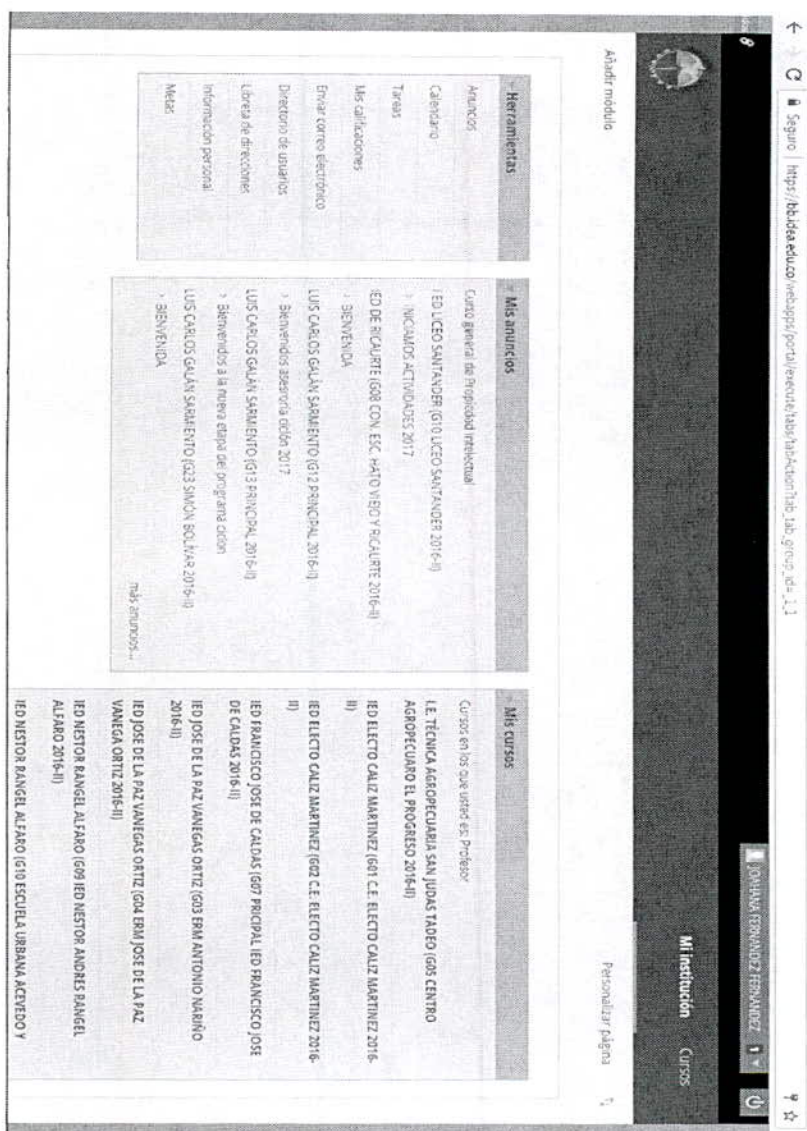 Seguro | https://bb.idea.edu.co/webapps/portal/execute/tabs/tabAction?tab_tab_group_id=_1_1
JOAHANA FERNANDEZ FERNANDEZ 1
Mi institución Cursos
Añadir módulo
Personalizar página
Herramientas
Anuncios
Calendario
Tareas
Mis calificaciones
Enviar correo electrónico
Directorio de usuarios
Libreta de direcciones
Información personal
Metas
Mis anuncios
Curso general de Propiedad Intelectual
IED LICEO SANTANDER (G10 LICEO SANTANDER 2016-II)
> INICIAMOS ACTIVIDADES 2017
IED DE RICAURTE (G08 CON. ESC. HATO VIEJO Y RICAURTE 2016-II)
> BIENVENIDA
LUIS CARLOS GALÁN SARMIENTO (G12 PRINCIPAL 2016-II)
> Bienvenidos asesroria ciclón 2017
LUIS CARLOS GALÁN SARMIENTO (G13 PRINCIPAL 2016-II)
> Bienvenidos a la nueva etapa del programa ciclon
LUIS CARLOS GALÁN SARMIENTO (G23 SIMÓN BOLÍVAR 2016-II)
> BIENVENIDA
más anuncios...
Mis cursos
Cursos en los que usted es: Profesor
I.E. TÉCNICA AGROPECUARIA SAN JUDAS TADEO (G05 CENTRO
AGROPECUARO EL PROGRESO 2016-II)
IED ELECTO CALIZ MARTINEZ (G01 C.E. ELECTO CALIZ MARTINEZ 2016-
II)
IED ELECTO CALIZ MARTINEZ (G02 C.E. ELECTO CALIZ MARTINEZ 2016-
II)
IED FRANCISCO JOSE DE CALDAS (G07 PRICIPAL IED FRANCISCO JOSE
DE CALDAS 2016-II)
IED JOSE DE LA PAZ VANEGAS ORTIZ (G03 ERM ANTONIO NARIÑO
2016-II)
IED JOSE DE LA PAZ VANEGAS ORTIZ (G04 ERM JOSE DE LA PAZ
VANEGA ORTIZ 2016-II)
IED NESTOR RANGEL ALFARO (G09 IED NESTOR ANDRES RANGEL
ALFARO 2016-II)
IED NESTOR RANGEL ALFARO (G10 ESCUELA URBANA ACEVEDO Y